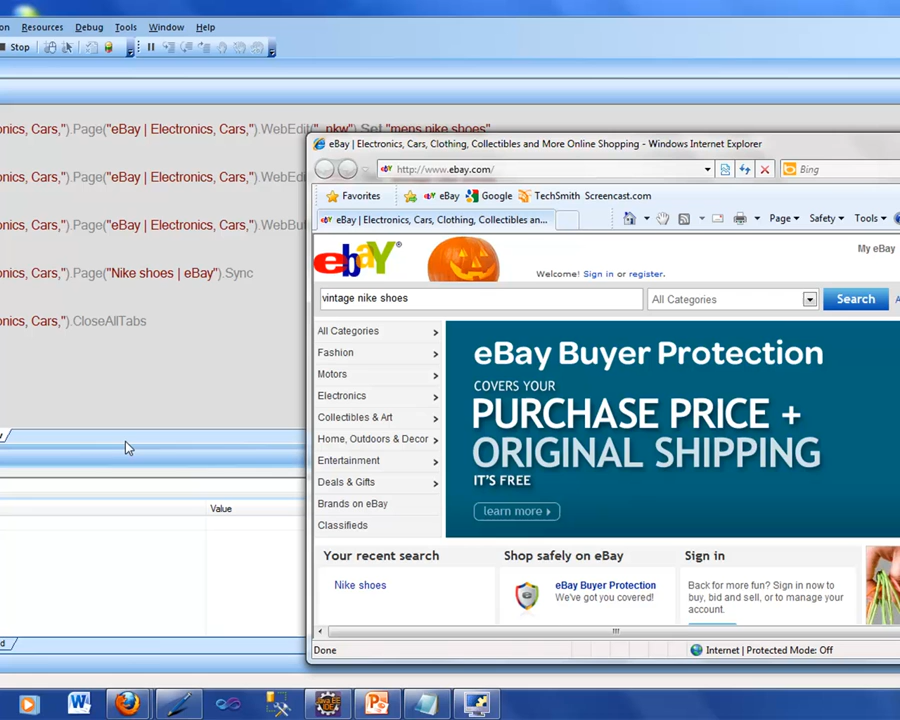 on Resources Debug Tools Window Help
Stop
onics, Cars,").Page("eBay | Electronics, Cars,").WebEdit("_nkw").Set "mens nike shoes"
onics, Cars,").Page("eBay | Electronics, Cars,").WebEdi
onics, Cars,").Page("eBay | Electronics, Cars,").WebBut
onics, Cars,").Page("Nike shoes | eBay").Sync
onics, Cars,").CloseAllTabs
Value
eBay | Electronics, Cars, Clothing, Collectibles and More Online Shopping - Windows Internet Explorer
http://www.ebay.com/
Bing
Favorites eBay Google TechSmith Screencast.com
eBay | Electronics, Cars, Clothing, Collectibles an...
Page Safety Tools
ebaY®
My eBay
Welcome! Sign in or register.
vintage nike shoes
All Categories
Search
All Categories
Fashion
Motors
Electronics
Collectibles & Art
Home, Outdoors & Decor
Entertainment
Deals & Gifts
Brands on eBay
Classifieds
eBay Buyer Protection
COVERS YOUR
PURCHASE PRICE +
ORIGINAL SHIPPING
IT'S FREE
learn more
Your recent search
Nike shoes
Shop safely on eBay
eBay Buyer Protection
We've got you covered!
Sign in
Back for more fun? Sign in now to
buy, bid and sell, or to manage your
account.
Done
Internet | Protected Mode: Off